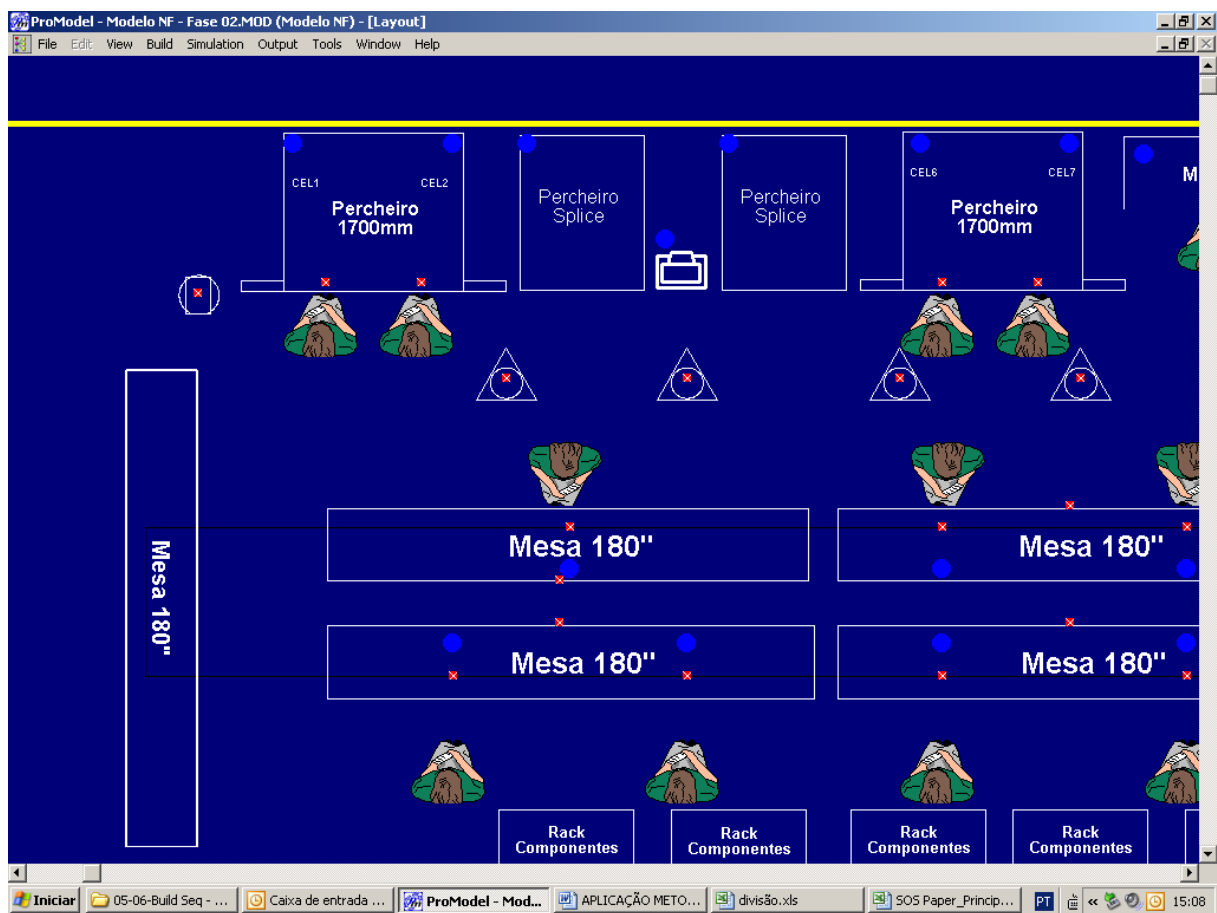 ProModel - Modelo NF - Fase 02.MOD (Modelo NF) - [Layout]
File Edit View Build Simulation Output Tools Window Help
CEL1 CEL2
Percheiro
1700mm
Percheiro
Splice
Percheiro
Splice
CEL6 CEL7
Percheiro
1700mm
M
Mesa 180"
Mesa 180"
Mesa 180"
Mesa 180"
Mesa 180"
Rack
Componentes
Rack
Componentes
Rack
Componentes
Rack
Componentes
Iniciar 05-06-Build Seq - ... Caixa de entrada ... ProModel - Mod... APLICAÇÃO METO... divisão.xls SOS Paper_Princip... PT « 15:08